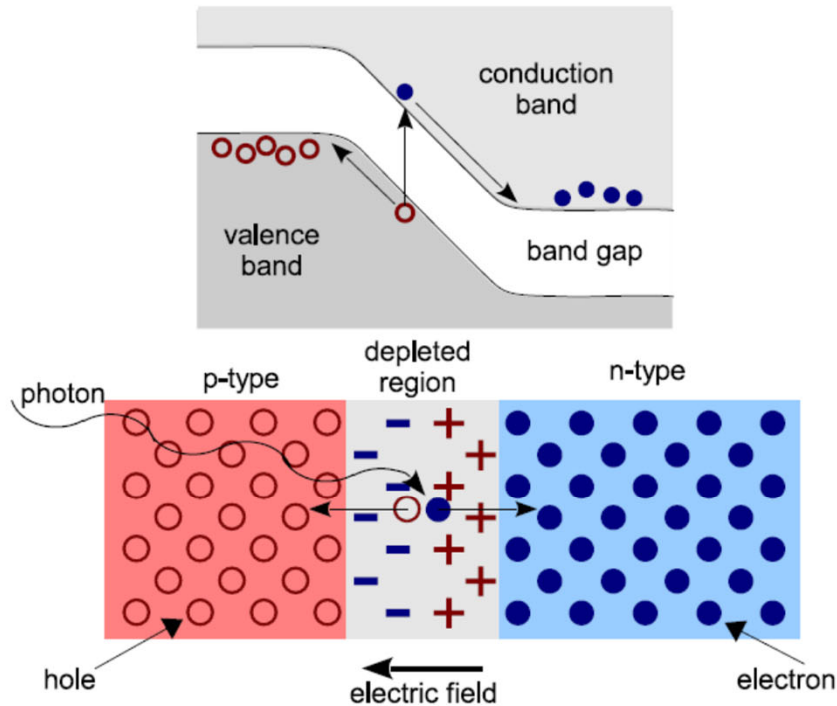 conduction
band
valence
band
band gap
depleted
region
p-type
n-type
photon
hole
electron
electric field